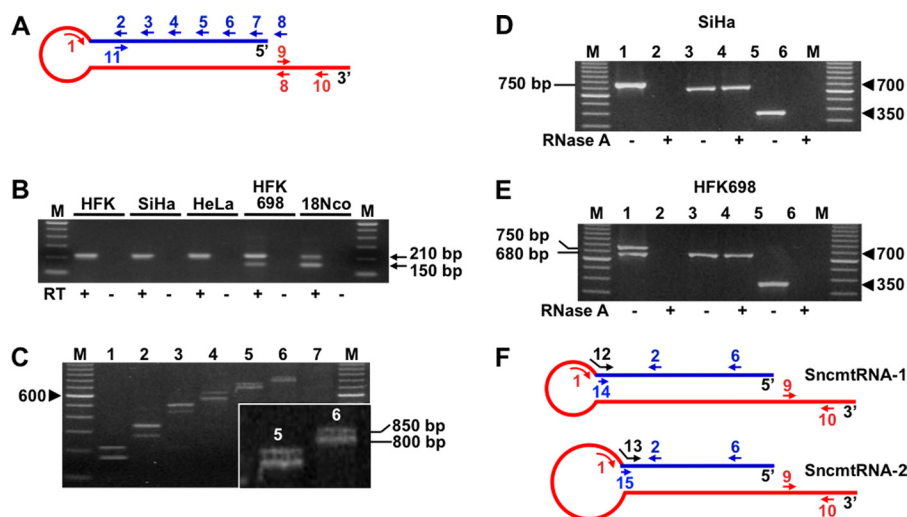 A
2 3 4 5 6 7 8
1
11
5’
9
3’
8
10
B
HFK SiHa HeLa HFK 698 18Nco
M
M
210 bp
150 bp
RT + - + - + - + - + -
C
M 1 2 3 4 5 6 7 M
600
5
6
850 bp
800 bp
D
SiHa
M 1 2 3 4 5 6 M
750 bp
700
350
RNase A - + - + - +
E
HFK698
M 1 2 3 4 5 6 M
750 bp
680 bp
700
350
RNase A - + - + - +
F
12
2
6
SncmtRNA-1
1
14
5’
9
10
3’
13
2
6
SncmtRNA-2
1
15
5’
9
10
3’